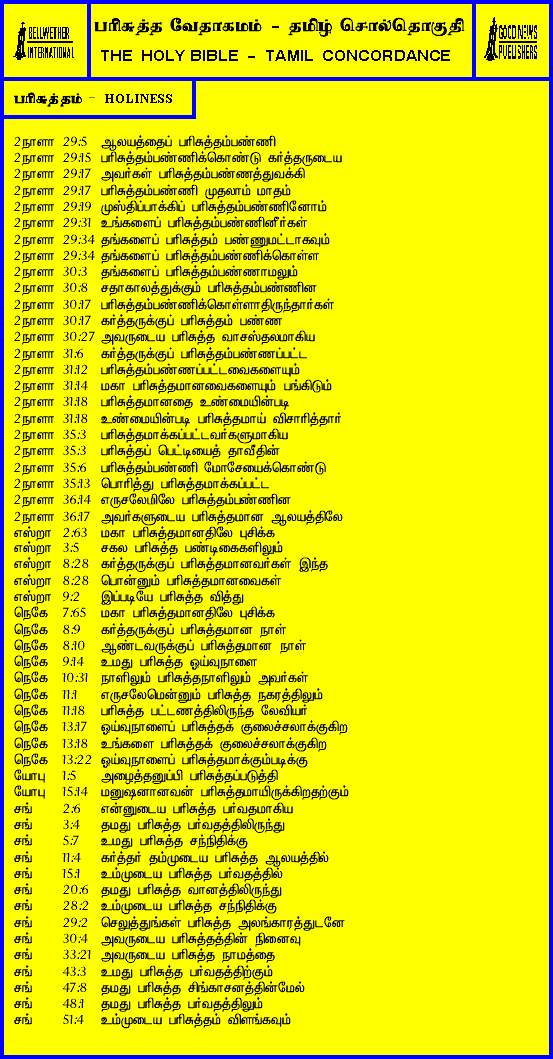 BELLWETHER
INTERNATIONAL
பரிசுத்த வேதாகமம் - தமிழ் சொல்தொகுதி
THE HOLY BIBLE - TAMIL CONCORDANCE
GOOD NEWS
PUBLISHERS
பரிசுத்தம் - HOLINESS
2நாளா 29:5 ஆலயத்தைப் பரிசுத்தம்பண்ணி
2நாளா 29:15 பரிசுத்தம்பண்ணிக்கொண்டு கர்த்தருடைய
2நாளா 29:17 அவர்கள் பரிசுத்தம்பண்ணத்துவக்கி
2நாளா 29:17 பரிசுத்தம்பண்ணி முதலாம் மாதம்
2நாளா 29:19 முஸ்திப்பாக்கிப் பரிசுத்தம்பண்ணினோம்
2நாளா 29:31 உங்களைப் பரிசுத்தம்பண்ணினீர்கள்
2நாளா 29:34 தங்களைப் பரிசுத்தம் பண்ணுமட்டாகவும்
2நாளா 29:34 தங்களைப் பரிசுத்தம்பண்ணிக்கொள்ள
2நாளா 30:3 தங்களைப் பரிசுத்தம்பண்ணாமலும்
2நாளா 30:8 சதாகாலத்துக்கும் பரிசுத்தம்பண்ணின
2நாளா 30:17 பரிசுத்தம்பண்ணிக்கொள்ளாதிருந்தார்கள்
2நாளா 30:17 கர்த்தருக்குப் பரிசுத்தம் பண்ண
2நாளா 30:27 அவருடைய பரிசுத்த வாசஸ்தலமாகிய
2நாளா 31:6 கர்த்தருக்குப் பரிசுத்தம்பண்ணப்பட்ட
2நாளா 31:12 பரிசுத்தம்பண்ணப்பட்டவைகளையும்
2நாளா 31:14 மகா பரிசுத்தமானவைகளையும் பங்கிடும்
2நாளா 31:18 பரிசுத்தமானதை உண்மையின்படி
2நாளா 31:18 உண்மையின்படி பரிசுத்தமாய் விசாரித்தார்
2நாளா 35:3 பரிசுத்தமாக்கப்பட்டவர்களுமாகிய
2நாளா 35:3 பரிசுத்தப் பெட்டியைத் தாவீதின்
2நாளா 35:6 பரிசுத்தம்பண்ணி மோசேயைக்கொண்டு
2நாளா 35:13 பொரித்து பரிசுத்தமாக்கப்பட்ட
2நாளா 36:14 எருசலேமிலே பரிசுத்தம்பண்ணின
2நாளா 36:17 அவர்களுடைய பரிசுத்தமான ஆலயத்திலே
எஸ்றா 2:63 மகா பரிசுத்தமானதிலே புசிக்க
எஸ்றா 3:5 சகல பரிசுத்த பண்டிகைகளிலும்
எஸ்றா 8:28 கர்த்தருக்குப் பரிசுத்தமானவர்கள் இந்த
எஸ்றா 8:28 பொன்னும் பரிசுத்தமானவைகள்
எஸ்றா 9:2 இப்படியே பரிசுத்த வித்து
நெகே 7:65 மகா பரிசுத்தமானதிலே புசிக்க
நெகே 8:9 கர்த்தருக்குப் பரிசுத்தமான நாள்
நெகே 8:10 ஆண்டவருக்குப் பரிசுத்தமான நாள்
நெகே 9:14 உமது பரிசுத்த ஓய்வுநாளை
நெகே 10:31 நாளிலும் பரிசுத்தநாளிலும் அவர்கள்
நெகே 11:1 எருசலேமென்னும் பரிசுத்த நகரத்திலும்
நெகே 11:18 பரிசுத்த பட்டணத்திலிருந்த லேவியர்
நெகே 13:17 ஓய்வுநாளைப் பரிசுத்தக் குலைச்சலாக்குகிற
நெகே 13:18 உங்களை பரிசுத்தக் குலைச்சலாக்குகிற
நெகே 13:22 ஓய்வுநாளைப் பரிசுத்தமாக்கும்படிக்கு
யோபு 1:5 அழைத்தனுப்பி பரிசுத்தப்படுத்தி
யோபு 15:14 மனுஷனானவன் பரிசுத்தமாயிருக்கிறதற்கும்
சங் 2:6 என்னுடைய பரிசுத்த பர்வதமாகிய
சங் 3:4 தமது பரிசுத்த பர்வதத்திலிருந்து
சங் 5:7 உமது பரிசுத்த சந்நிதிக்கு
சங் 11:4 கர்த்தர் தம்முடைய பரிசுத்த ஆலயத்தில்
சங் 15:1 உம்முடைய பரிசுத்த பர்வதத்தில்
சங் 20:6 தமது பரிசுத்த வானத்திலிருந்து
சங் 28:2 உம்முடைய பரிசுத்த சந்நிதிக்கு
சங் 29:2 செலுத்துங்கள் பரிசுத்த அலங்காரத்துடனே
சங் 30:4 அவருடைய பரிசுத்தத்தின் நினைவு
சங் 33:21 அவருடைய பரிசுத்த நாமத்தை
சங் 43:3 உமது பரிசுத்த பர்வதத்திற்கும்
சங் 47:8 தமது பரிசுத்த சிங்காசனத்தின்மேல்
சங் 48:1 தமது பரிசுத்த பர்வதத்திலும்
சங் 51:4 உம்முடைய பரிசுத்தம் விளங்கவும்